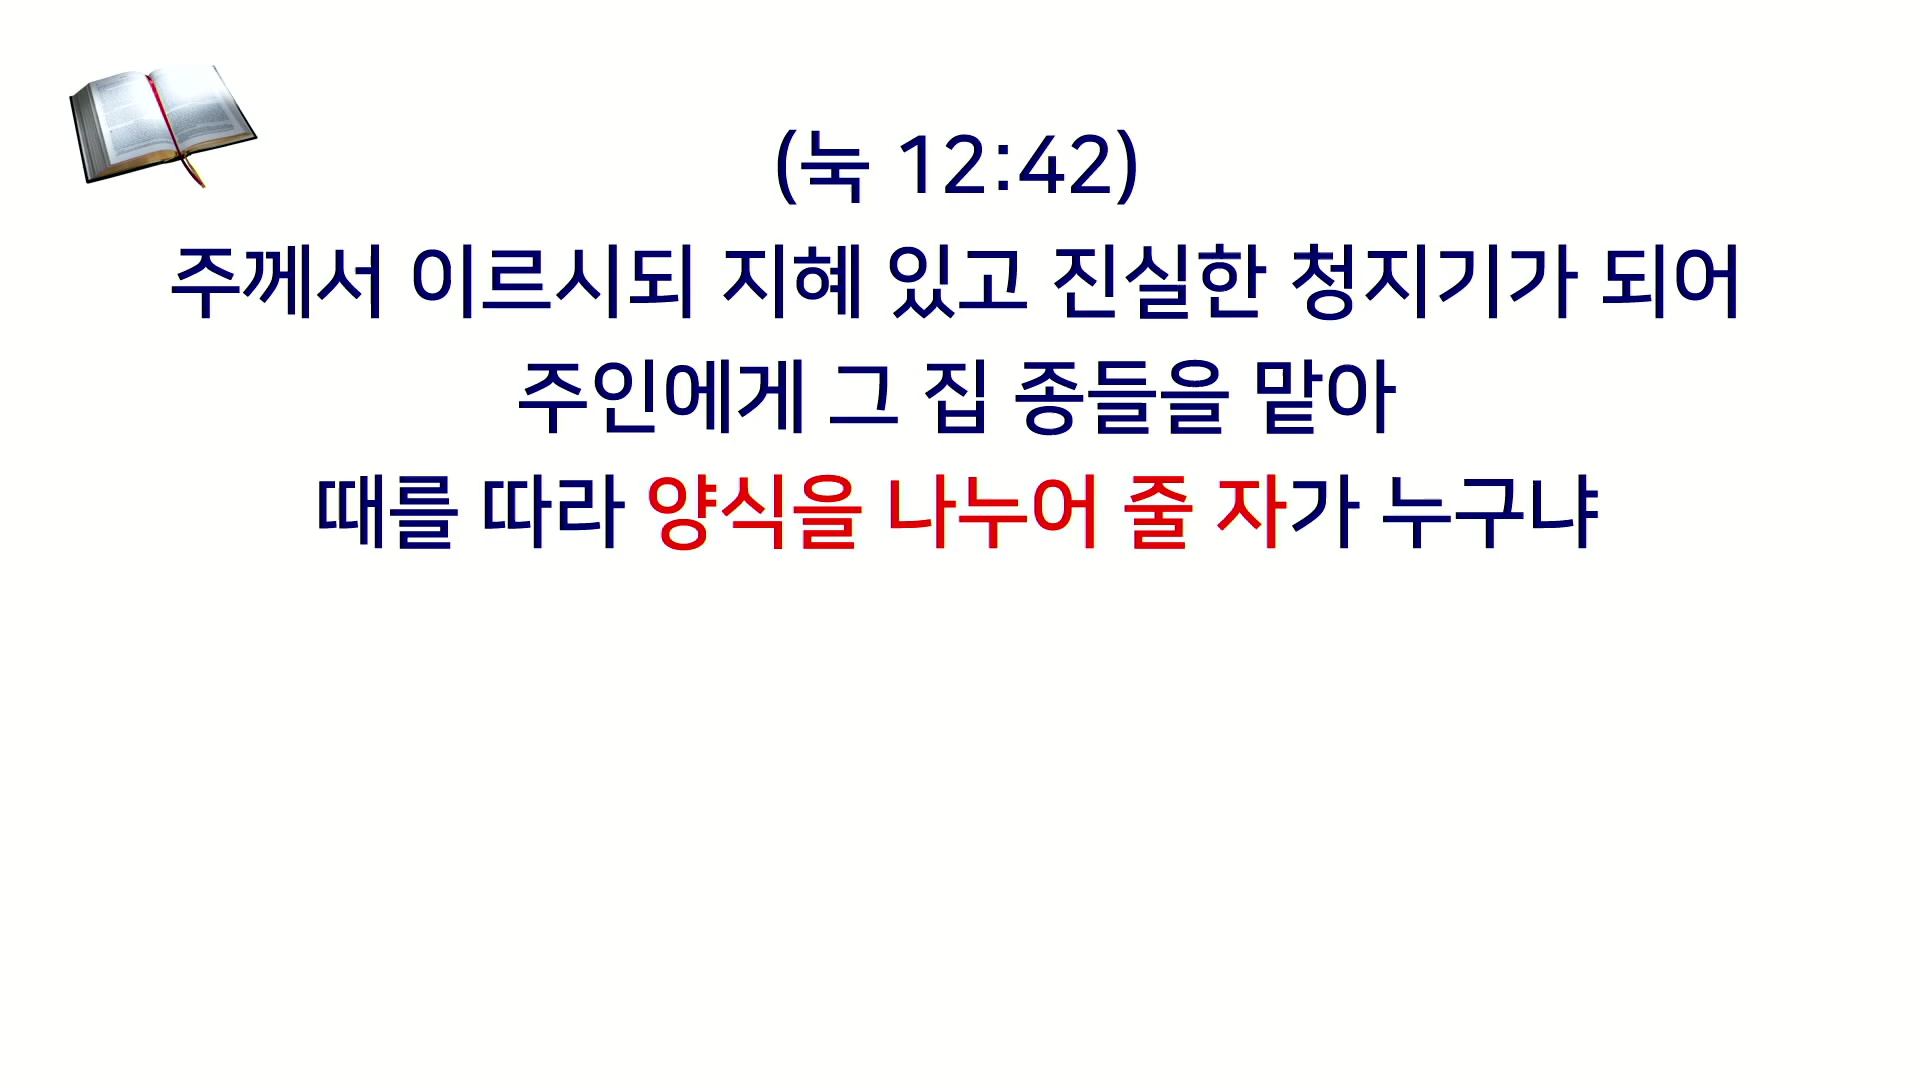 (눅 12:42)
주께서 이르시되 지혜 있고 진실한 청지기가 되어
주인에게 그 집 종들을 맡아
때를 따라 양식을 나누어 줄 자가 누구냐